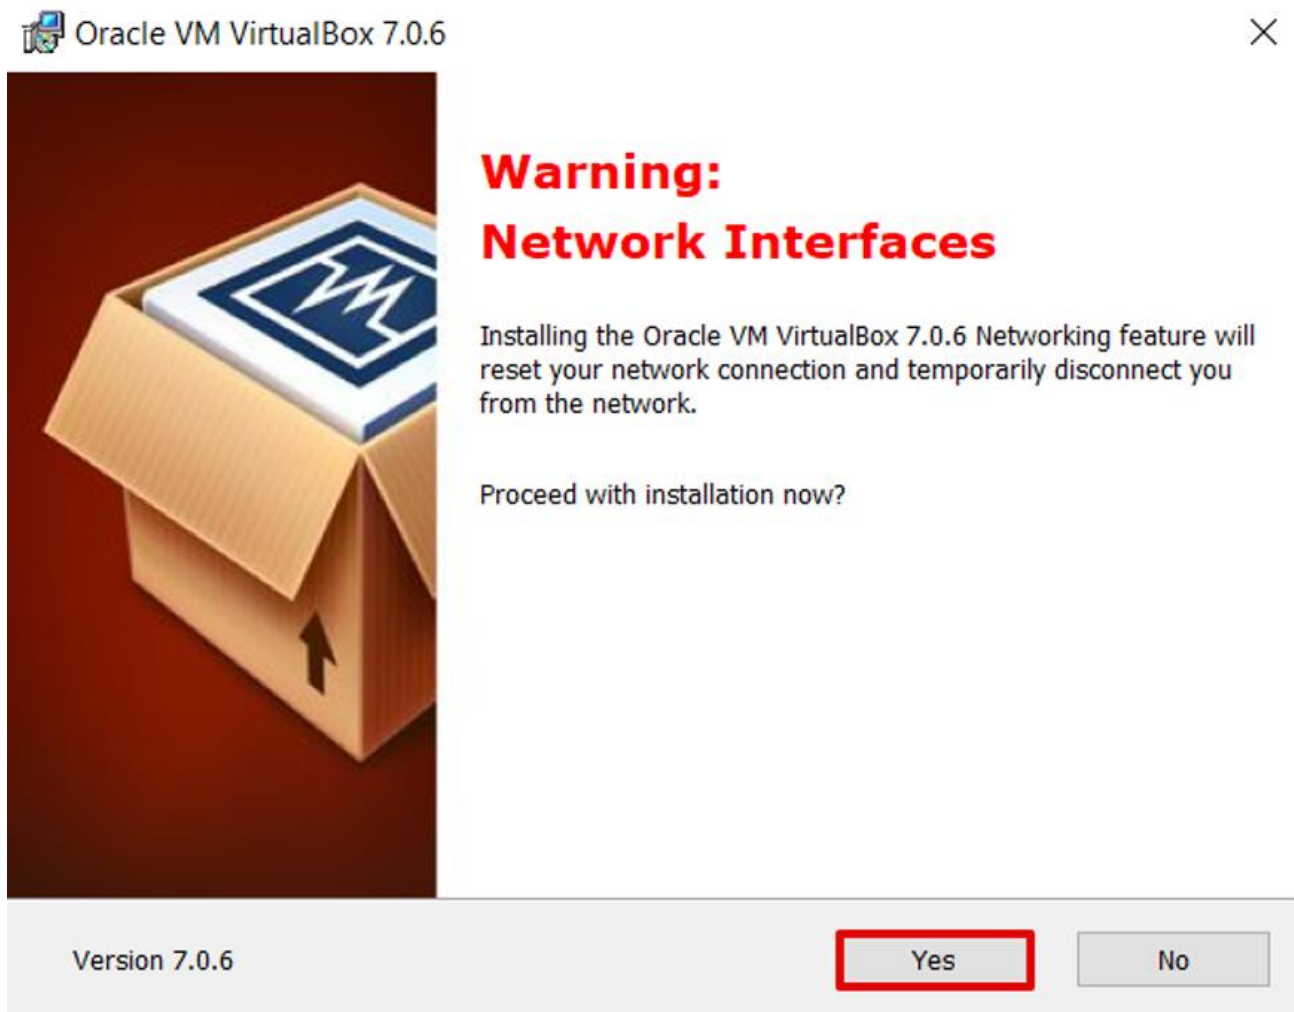 Oracle VM VirtualBox 7.0.6
Warning:
Network Interfaces
Installing the Oracle VM VirtualBox 7.0.6 Networking feature will
reset your network connection and temporarily disconnect you
from the network.
Proceed with installation now?
Version 7.0.6
Yes
No